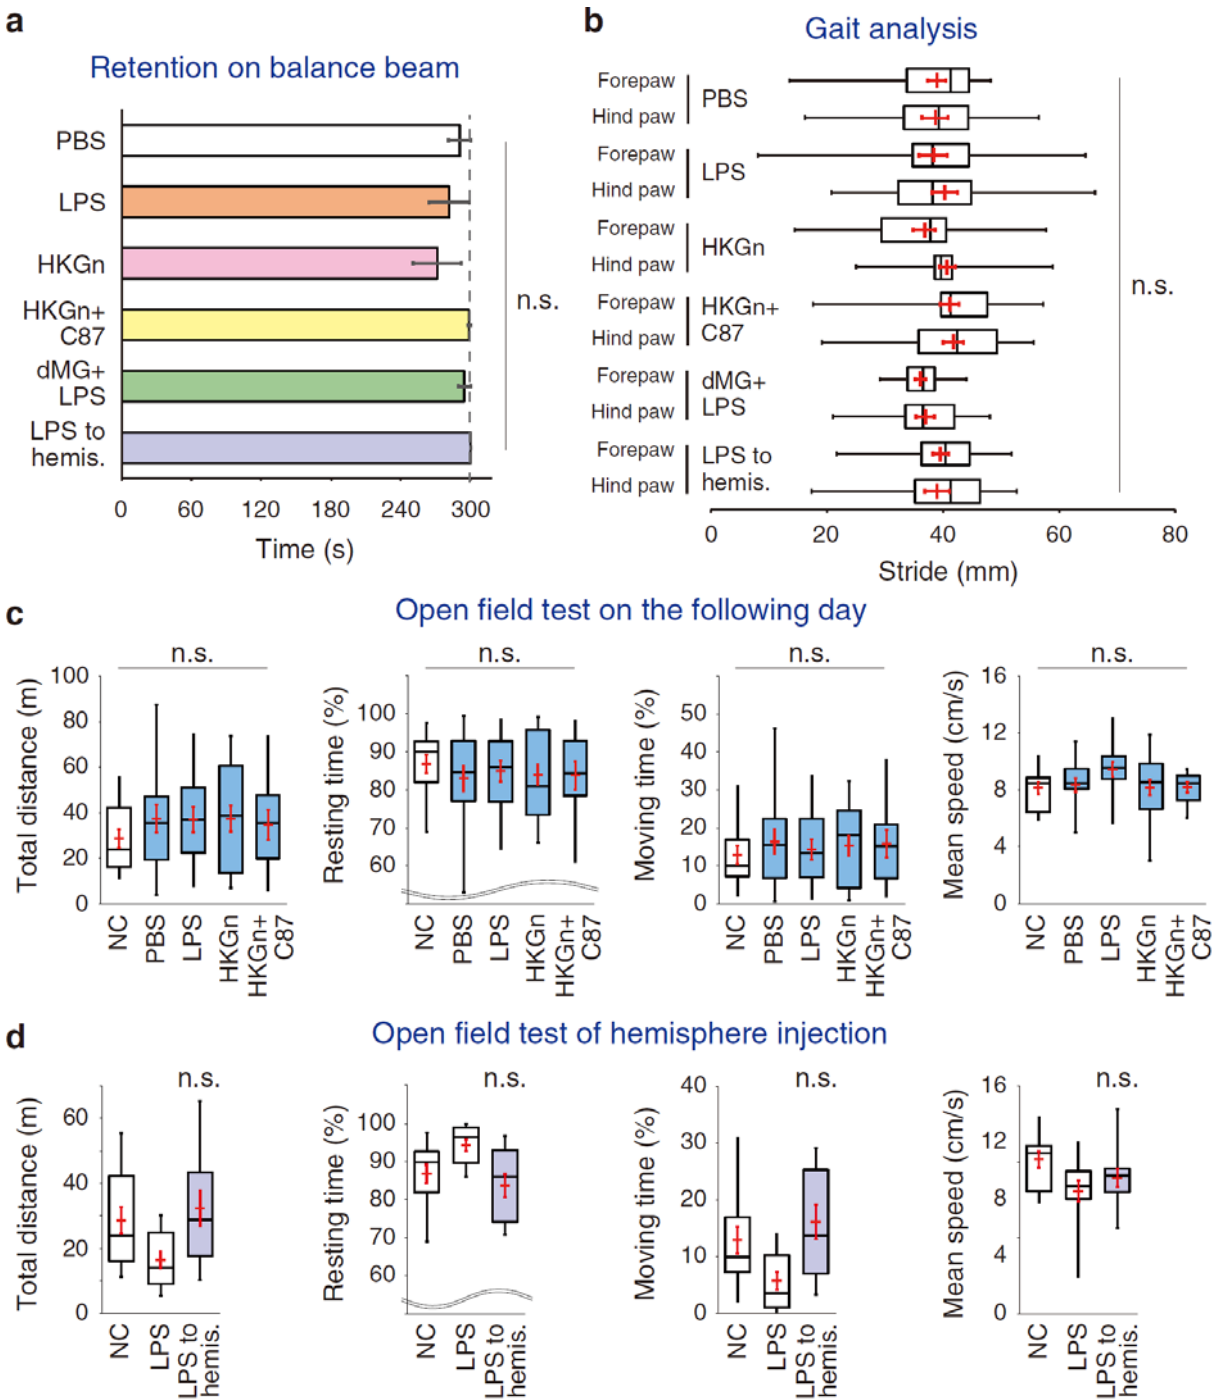 a
Retention on balance beam
PBS
LPS
HKGn
HKGn+
C87
dMG+
LPS
LPS to
hemis.
n.s.
0 60 120 180 240 300
Time (s)
b
Gait analysis
Forepaw
Hind paw
PBS
Forepaw
Hind paw
LPS
Forepaw
Hind paw
HKGn
Forepaw
Hind paw
HKGn+
C87
Forepaw
Hind paw
dMG+
LPS
Forepaw
Hind paw
LPS to
hemis.
n.s.
0 20 40 60 80
Stride (mm)
c
Open field test on the following day
n.s.
Total distance (m)
100
80
60
40
20
0
NC
PBS
LPS
HKGn
HKGn+
C87
n.s.
Resting time (%)
100
90
80
70
60
NC
PBS
LPS
HKGn
HKGn+
C87
n.s.
Moving time (%)
50
40
30
20
10
0
NC
PBS
LPS
HKGn
HKGn+
C87
n.s.
Mean speed (cm/s)
16
12
8
4
0
NC
PBS
LPS
HKGn
HKGn+
C87
d
Open field test of hemisphere injection
n.s.
Total distance (m)
60
40
20
0
NC
LPS
LPS to
hemis.
n.s.
Resting time (%)
100
90
80
70
60
NC
LPS
LPS to
hemis.
n.s.
Moving time (%)
40
30
20
10
0
NC
LPS
LPS to
hemis.
n.s.
Mean speed (cm/s)
16
12
8
4
0
NC
LPS
LPS to
hemis.